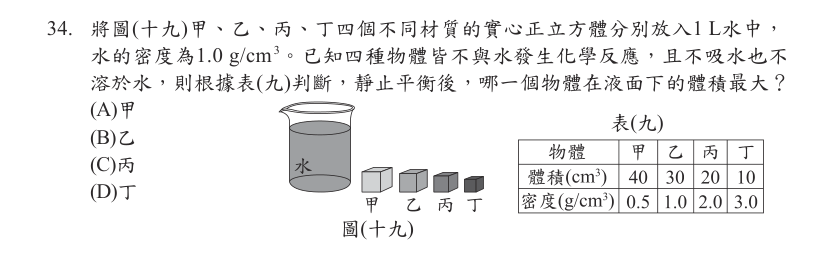 34. 將圖(十九)甲、乙、丙、丁四個不同材質的實心正立方體分別放入1 L水中，
水的密度為1.0 g/cm³。已知四種物體皆不與水發生化學反應，且不吸水也不
溶於水，則根據表(九)判斷，靜止平衡後，哪一個物體在液面下的體積最大？
(A)甲
(B)乙
(C)丙
(D)丁
水
甲 乙 丙 丁
圖(十九)
表(九)
物體 甲 乙 丙 丁
體積(cm³) 40 30 20 10
密度(g/cm³) 0.5 1.0 2.0 3.0